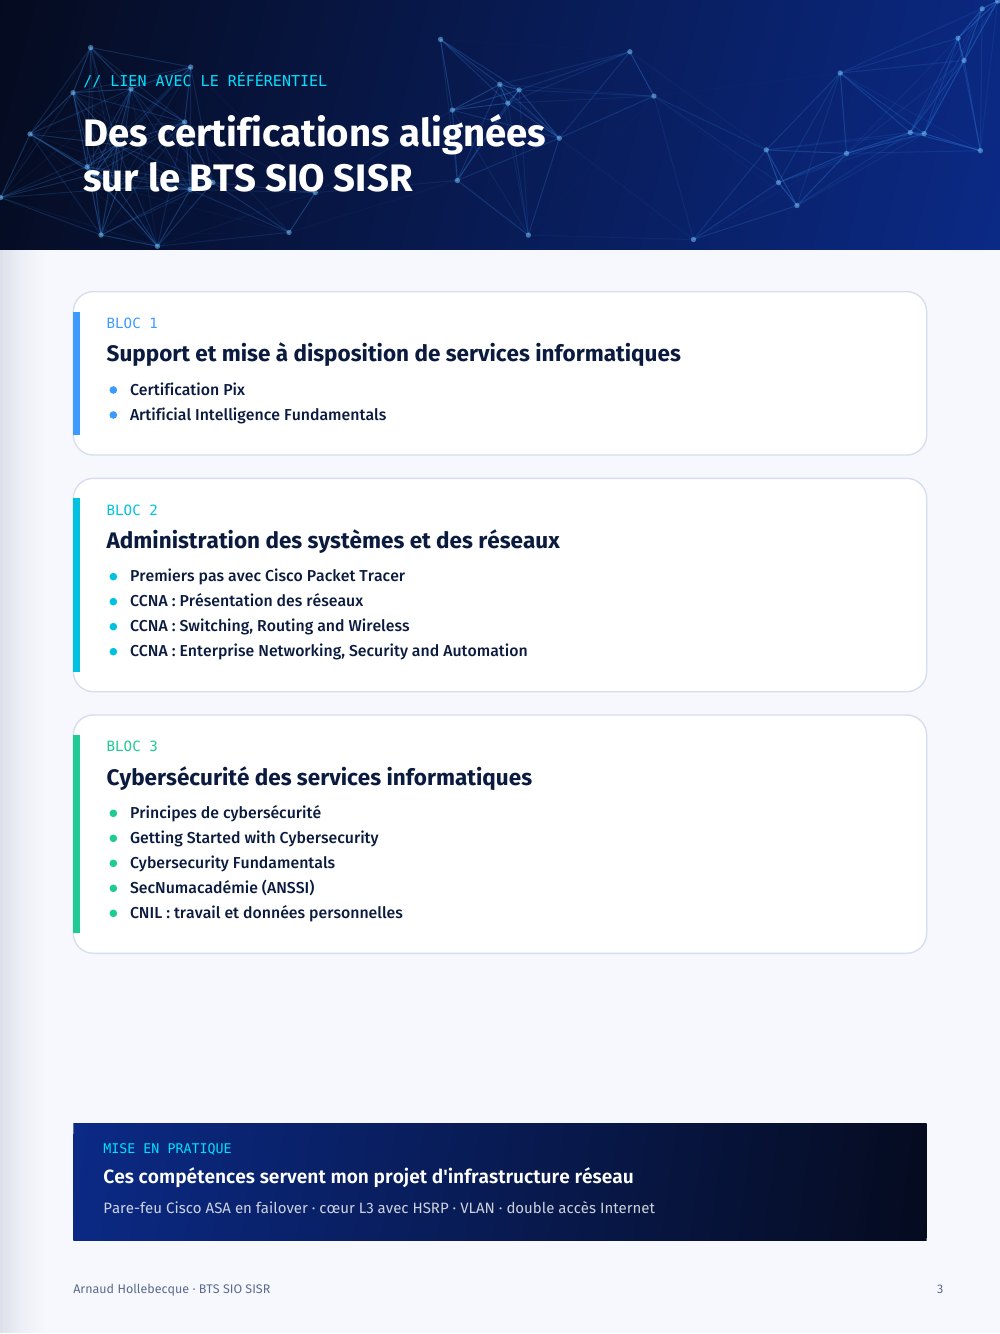 // LIEN AVEC LE RÉFÉRENTIEL
Des certifications alignées
sur le BTS SIO SISR
BLOC 1
Support et mise à disposition de services informatiques
Certification Pix
Artificial Intelligence Fundamentals
BLOC 2
Administration des systèmes et des réseaux
Premiers pas avec Cisco Packet Tracer
CCNA : Présentation des réseaux
CCNA : Switching, Routing and Wireless
CCNA : Enterprise Networking, Security and Automation
BLOC 3
Cybersécurité des services informatiques
Principes de cybersécurité
Getting Started with Cybersecurity
Cybersecurity Fundamentals
SecNumacadémie (ANSSI)
CNIL : travail et données personnelles
MISE EN PRATIQUE
Ces compétences servent mon projet d'infrastructure réseau
Pare-feu Cisco ASA en failover · cœur L3 avec HSRP · VLAN · double accès Internet
Arnaud Hollebecque · BTS SIO SISR
3